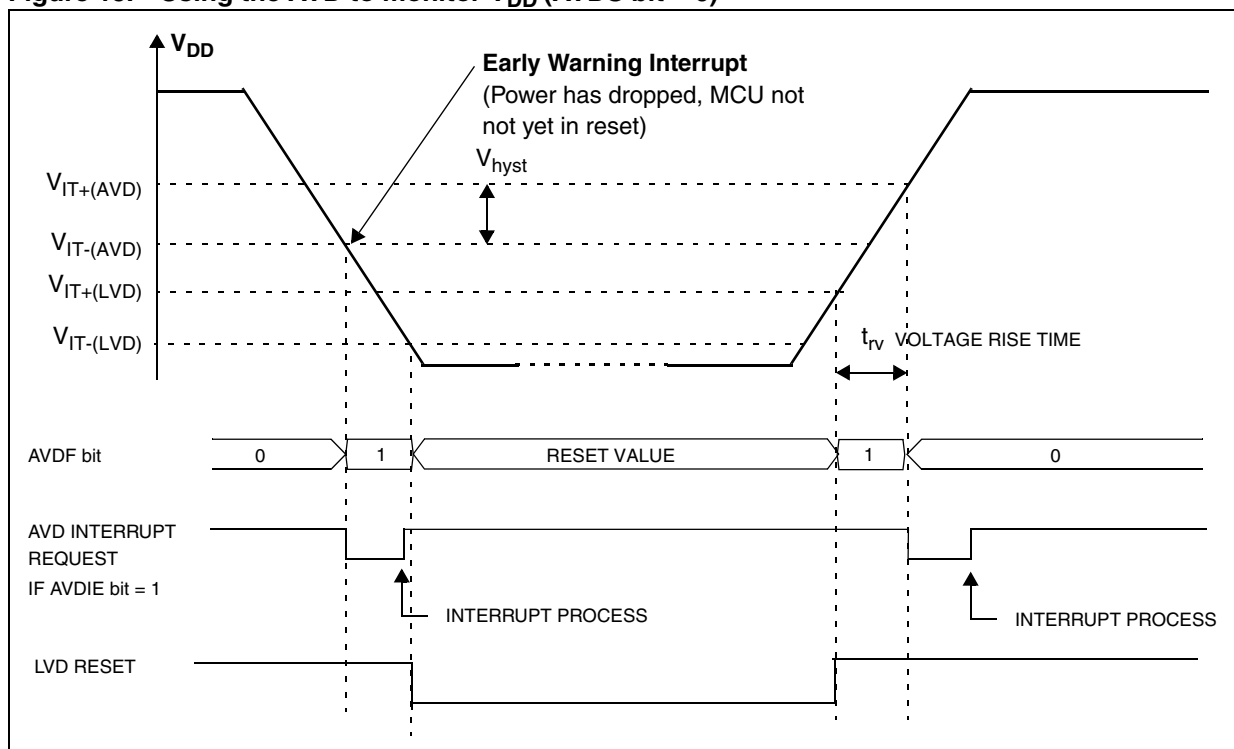 V_DD
Early Warning Interrupt
(Power has dropped, MCU not
not yet in reset)
V_hyst
V_IT+(AVD)
V_IT-(AVD)
V_IT+(LVD)
V_IT-(LVD)
t_rv VOLTAGE RISE TIME
AVDF bit
0
1
RESET VALUE
1
0
AVD INTERRUPT
REQUEST
IF AVDIE bit = 1
INTERRUPT PROCESS
INTERRUPT PROCESS
LVD RESET